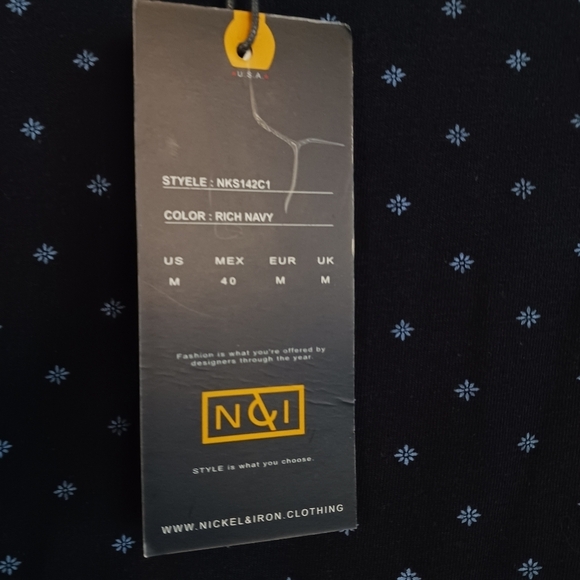 U.S.A.
STYELE : NKS142C1
COLOR : RICH NAVY
US MEX EUR UK
M 40 M M
Fashion is what you're offered by
designers through the year
N&I
STYLE is what you choose.
WWW.NICKEL&IRON.CLOTHING